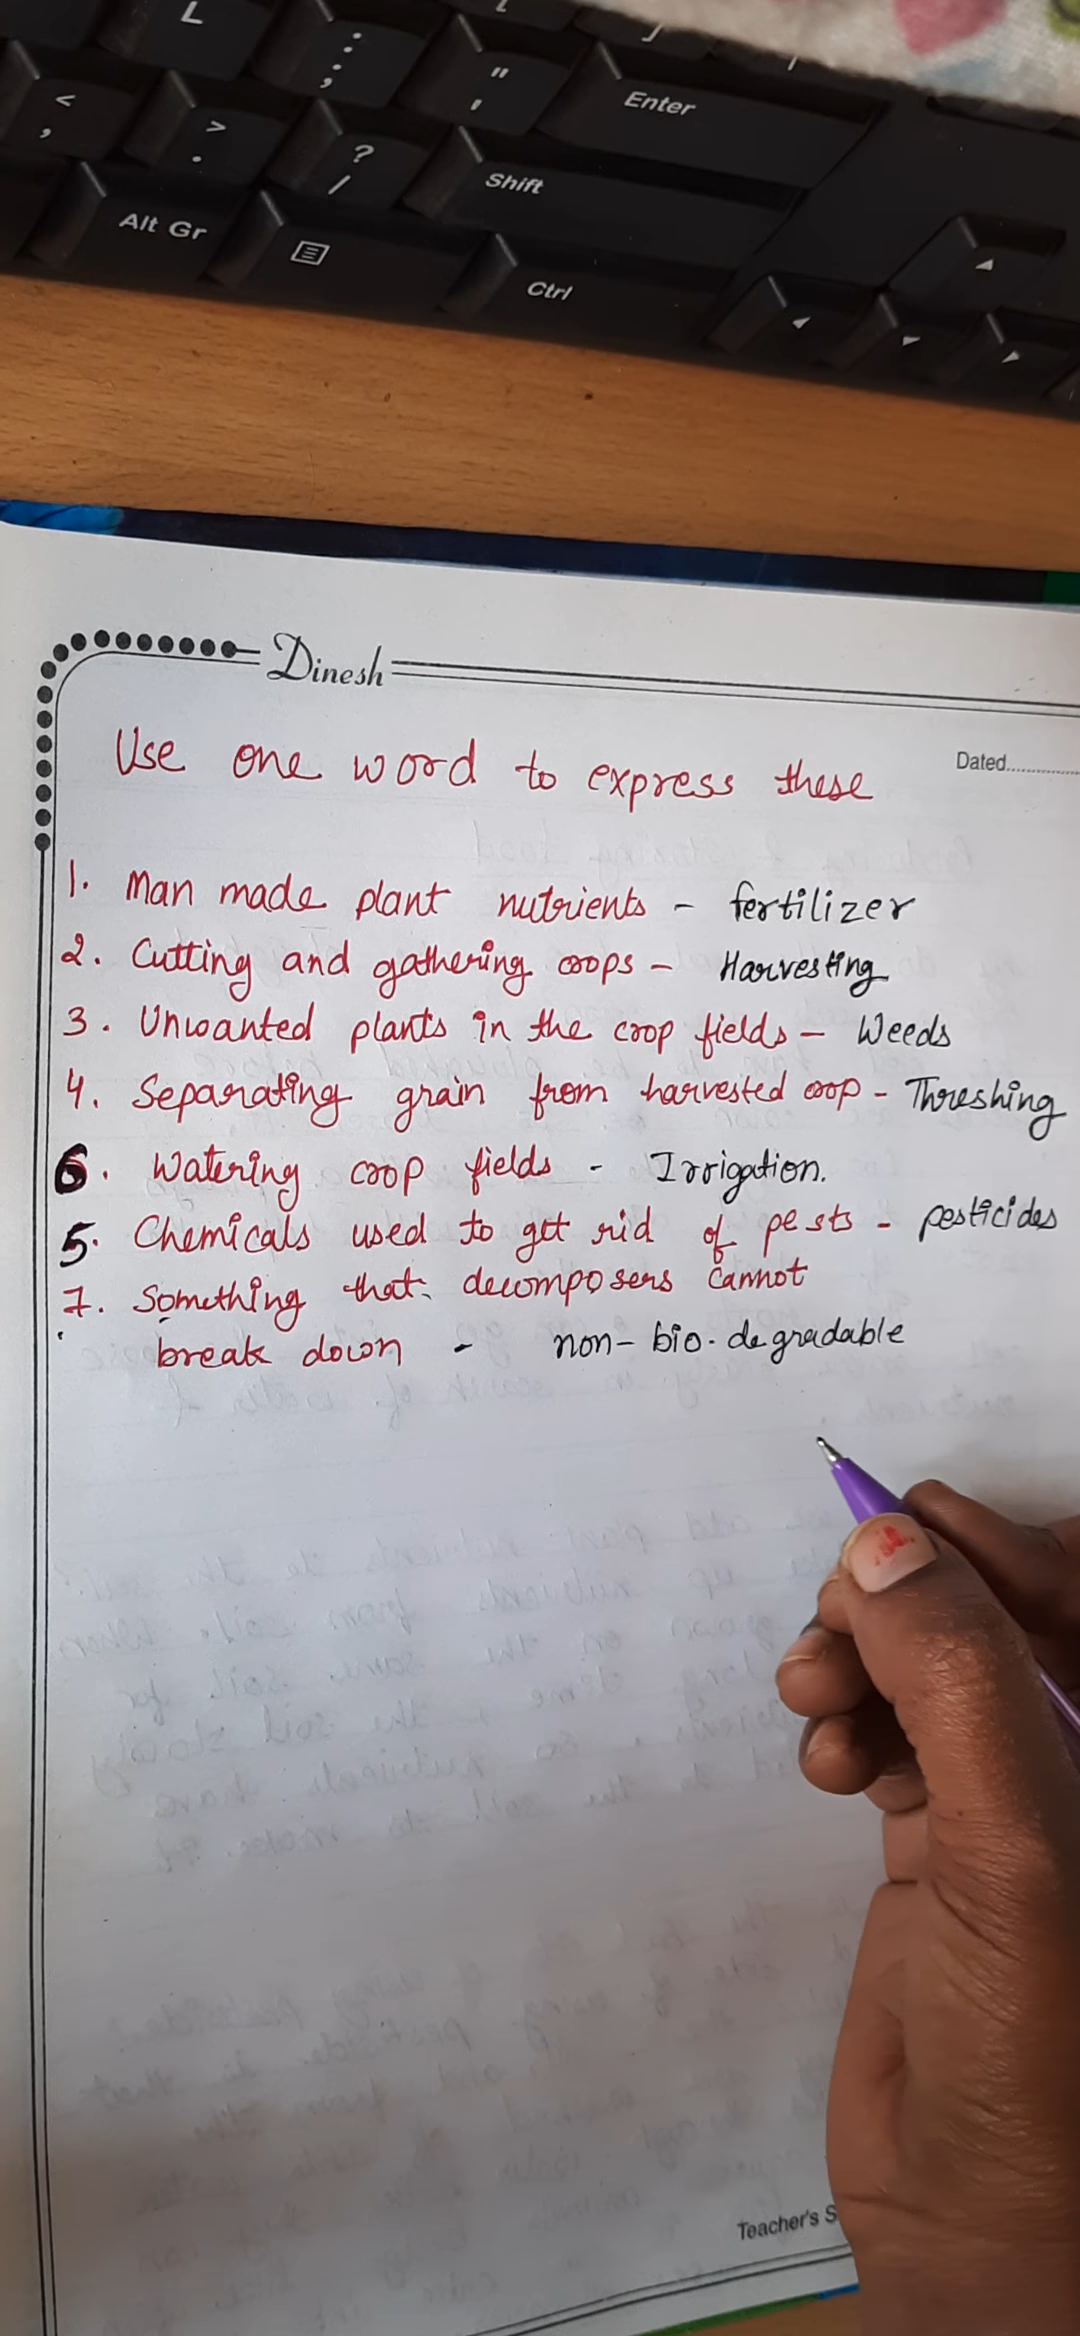 L
: ; ,
" '
Enter
< ,
> .
? /
Shift
Alt Gr
Ctrl
Dinesh
Dated..............
Use one word to express these
1. Man made plant nutrients - fertilizer
2. Cutting and gathering crops - Harvesting
3. Unwanted plants in the crop fields - Weeds
4. Separating grain from harvested crop - Threshing
6. Watering crop fields - Irrigation.
5. Chemicals used to get rid of pests - pesticides
7. Something that decomposers cannot
break down - non-bio.degradable
Teacher's S